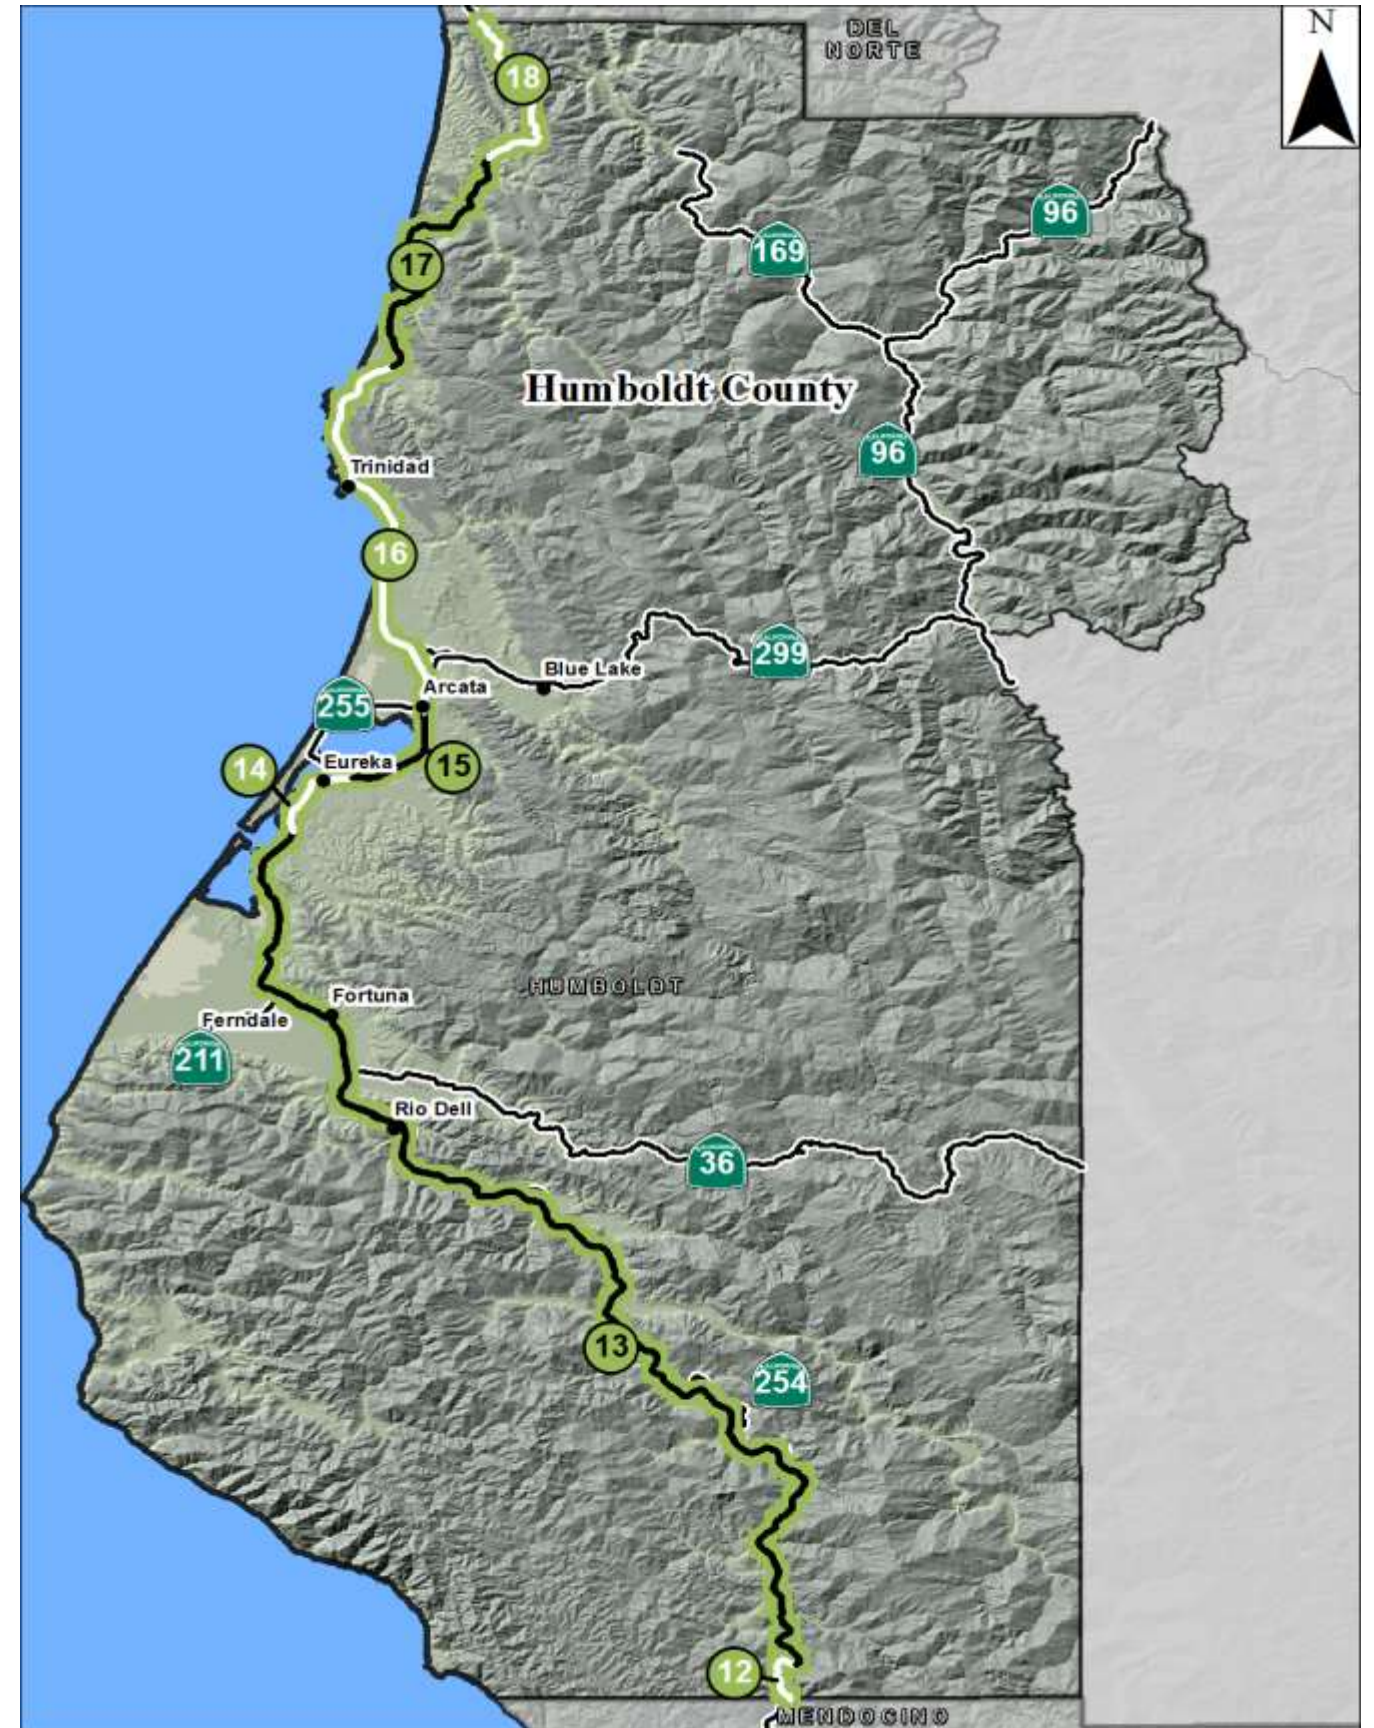 N
DEL
NORTE
18
96
169
17
Humboldt County
96
Trinidad
16
299
Blue Lake
Arcata
255
Eureka
14
15
HUMBOLDT
Fortuna
Ferndale
211
Rio Dell
36
13
254
12
MENDOCINO